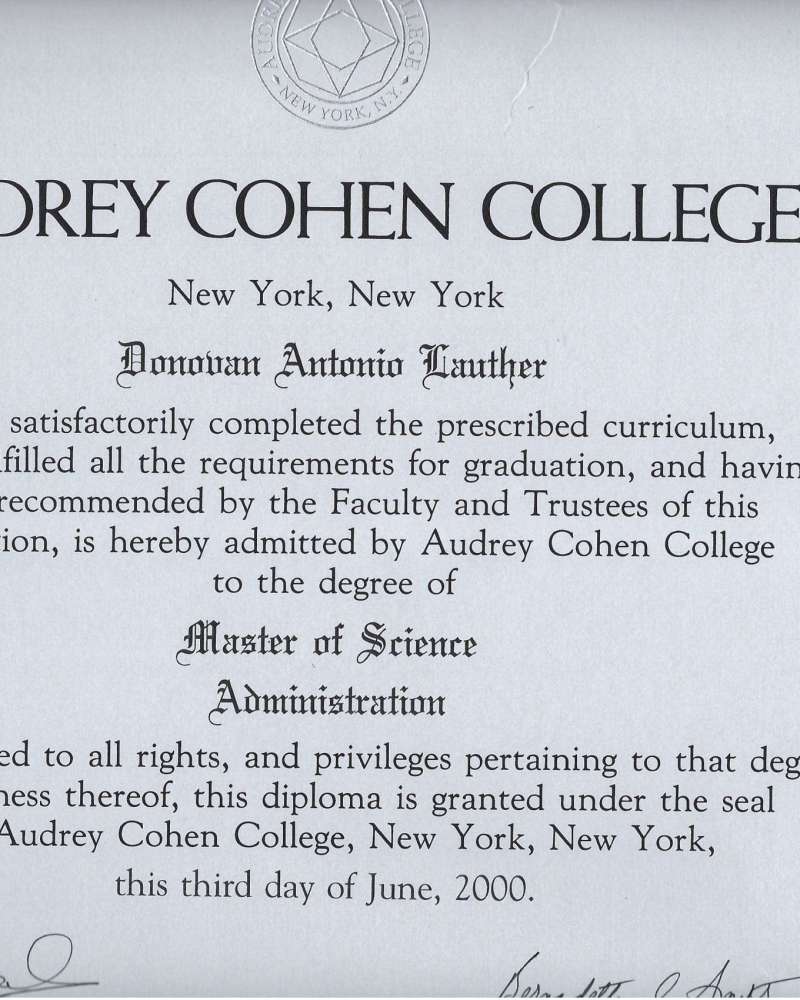 AUDRE LLEGE
NEW YORK, N.Y.
DREY COHEN COLLEGE
New York, New York
Donovan Antonio Lauther
satisfactorily completed the prescribed curriculum,
filled all the requirements for graduation, and havin
recommended by the Faculty and Trustees of this
ion, is hereby admitted by Audrey Cohen College
to the degree of
Master of Science
Administration
ed to all rights, and privileges pertaining to that deg
ness thereof, this diploma is granted under the seal
Audrey Cohen College, New York, New York,
this third day of June, 2000.